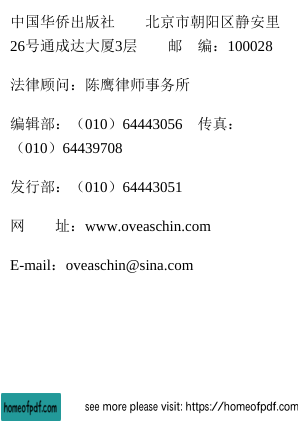 中国华侨出版社　　北京市朝阳区静安里
26号通成达大厦3层　　邮　编：100028
法律顾问：陈鹰律师事务所
编辑部：（010）64443056　传真：
（010）64439708
发行部：（010）64443051
网　　址：www.oveaschin.com
E-mail：oveaschin@sina.com
homeofpdf.com
see more please visit: https://homeofpdf.com